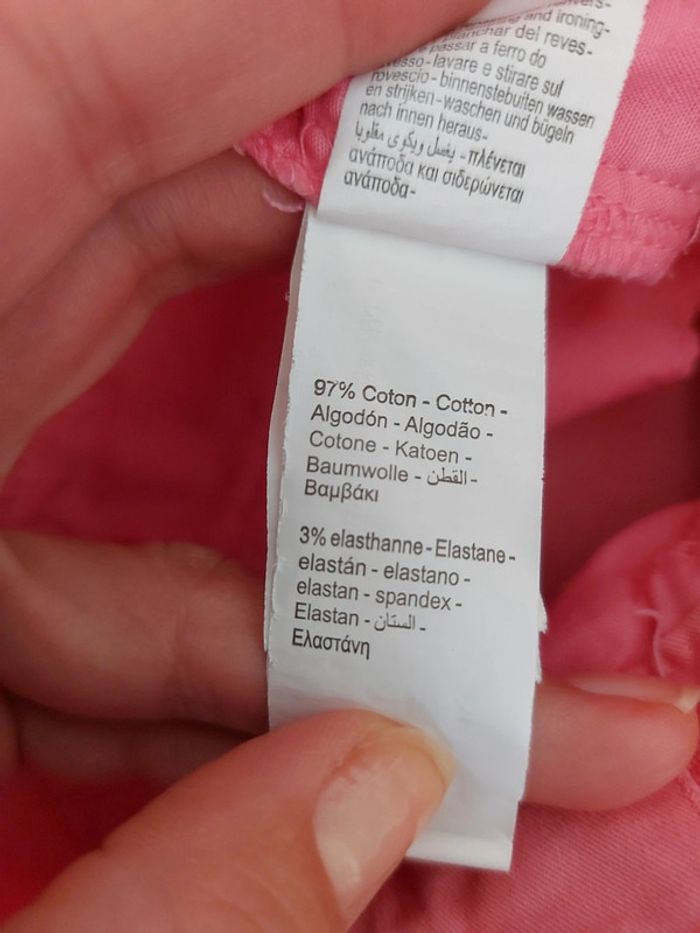 and ironing-
planchar del reves-
passar a ferro do
-lavare e stirare sul
rovescio-binnenstebuiten wassen
en strijken-waschen und bügeln
nach innen heraus-
يغسل ويكوى مقلوبا -πλένεται
ανάποδα και σιδερώνεται
ανάποδα-
97% Coton - Cotton -
Algodón - Algodão -
Cotone - Katoen -
Baumwolle - القطن -
Βαμβάκι
3% elasthanne - Elastane -
elastán - elastano -
elastan - spandex -
Elastan - الستان -
Ελαστάνη